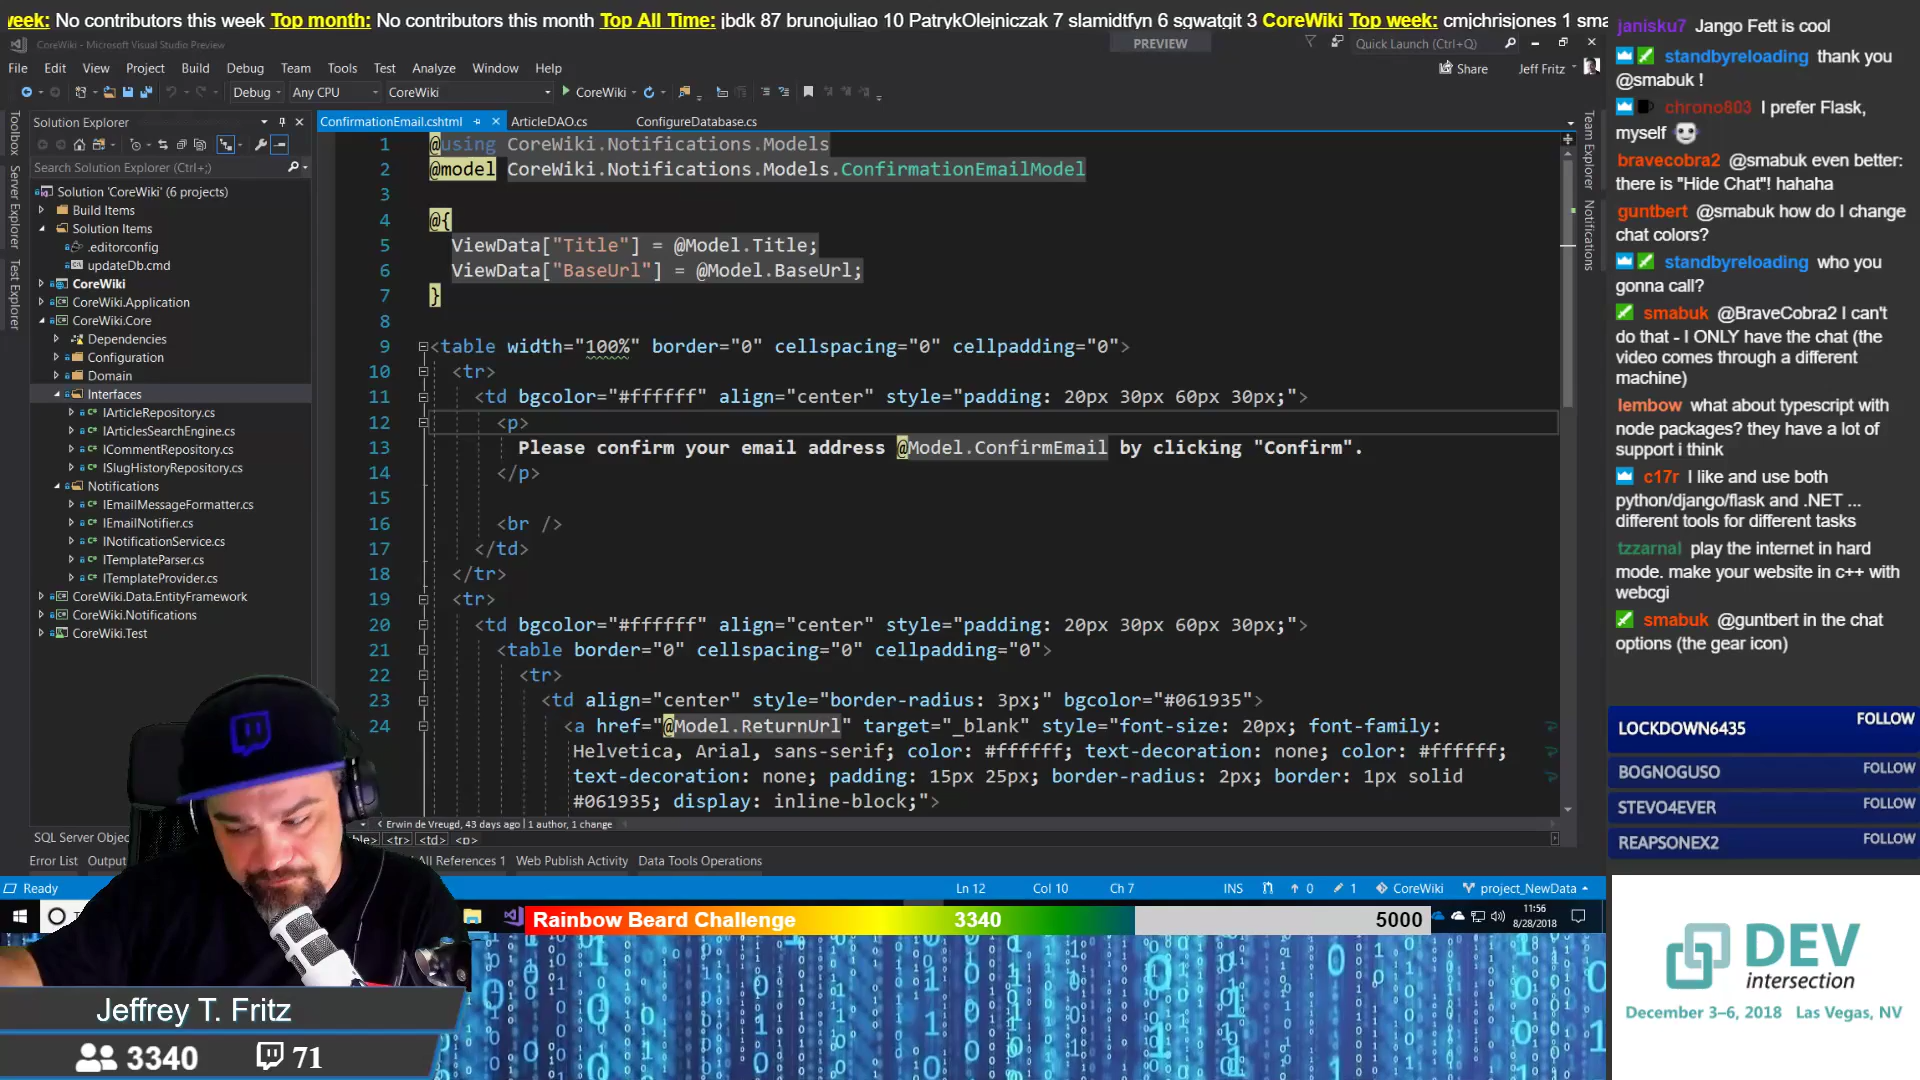 week: No contributors this week Top month: No contributors this month Top All Time: jbdk 87 brunojuliao 10 PatrykOlejniczak 7 slamidtfyn 6 sgwatgit 3 CoreWiki Top week: cmjchrisjones 1 sma
CoreWiki - Microsoft Visual Studio Preview
PREVIEW
Quick Launch (Ctrl+Q)
File Edit View Project Build Debug Team Tools Test Analyze Window Help
Share
Jeff Fritz
Debug Any CPU CoreWiki CoreWiki
Toolbox
Server Explorer
Test Explorer
Solution Explorer
Search Solution Explorer (Ctrl+;)
Solution 'CoreWiki' (6 projects)
Build Items
Solution Items
.editorconfig
updateDb.cmd
CoreWiki
CoreWiki.Application
CoreWiki.Core
Dependencies
Configuration
Domain
Interfaces
IArticleRepository.cs
IArticlesSearchEngine.cs
ICommentRepository.cs
ISlugHistoryRepository.cs
Notifications
IEmailMessageFormatter.cs
IEmailNotifier.cs
INotificationService.cs
ITemplateParser.cs
ITemplateProvider.cs
CoreWiki.Data.EntityFramework
CoreWiki.Notifications
CoreWiki.Test
SQL Server Objec
Error List Outpu
ConfirmationEmail.cshtml ArticleDAO.cs ConfigureDatabase.cs
1 @using CoreWiki.Notifications.Models
2 @model CoreWiki.Notifications.Models.ConfirmationEmailModel
3
4 @{
5 ViewData["Title"] = @Model.Title;
6 ViewData["BaseUrl"] = @Model.BaseUrl;
7 }
8
9 <table width="100%" border="0" cellspacing="0" cellpadding="0">
10 <tr>
11 <td bgcolor="#ffffff" align="center" style="padding: 20px 30px 60px 30px;">
12 <p>
13 Please confirm your email address @Model.ConfirmEmail by clicking "Confirm".
14 </p>
15
16 <br />
17 </td>
18 </tr>
19 <tr>
20 <td bgcolor="#ffffff" align="center" style="padding: 20px 30px 60px 30px;">
21 <table border="0" cellspacing="0" cellpadding="0">
22 <tr>
23 <td align="center" style="border-radius: 3px;" bgcolor="#061935">
24 <a href="@Model.ReturnUrl" target="_blank" style="font-size: 20px; font-family:
Helvetica, Arial, sans-serif; color: #ffffff; text-decoration: none; color: #ffffff;
text-decoration: none; padding: 15px 25px; border-radius: 2px; border: 1px solid
#061935; display: inline-block;">
Erwin de Vreugd, 43 days ago | 1 author, 1 change
ble> <tr> <td> <p>
All References 1 Web Publish Activity Data Tools Operations
Team Explorer
Notifications
Ready
Ln 12 Col 10 Ch 7 INS 0 1 CoreWiki project_NewData
Rainbow Beard Challenge 3340 5000
11:56
8/28/2018
Jeffrey T. Fritz
3340 71
janisku7 Jango Fett is cool
standbyreloading thank you
@smabuk !
chrono803 I prefer Flask,
myself
bravecobra2 @smabuk even better:
there is "Hide Chat"! hahaha
guntbert @smabuk how do I change
chat colors?
standbyreloading who you
gonna call?
smabuk @BraveCobra2 I can't
do that - I ONLY have the chat (the
video comes through a different
machine)
lembow what about typescript with
node packages? they have a lot of
support i think
c17r I like and use both
python/django/flask and .NET ...
different tools for different tasks
tzzarnal play the internet in hard
mode. make your website in c++ with
webcgi
smabuk @guntbert in the chat
options (the gear icon)
LOCKDOWN6435 FOLLOW
BOGNOGUSO FOLLOW
STEVO4EVER FOLLOW
REAPSONEX2 FOLLOW
DEV
intersection
December 3–6, 2018 Las Vegas, NV